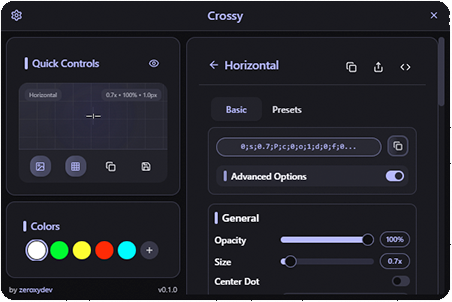 Crossy
Quick Controls
Horizontal
0.7x • 100% • 1.0px
Colors
by zeroxydev
v0.1.0
Horizontal
Basic
Presets
0;s;0.7;P;c;0;o;1;d;0;f;0...
Advanced Options
General
Opacity
100%
Size
0.7x
Center Dot